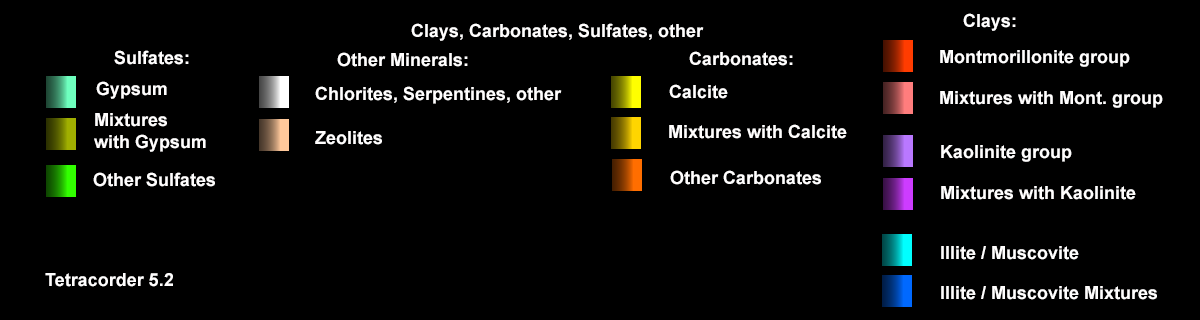 Clays, Carbonates, Sulfates, other
Sulfates:
Gypsum
Mixtures
with Gypsum
Other Sulfates
Other Minerals:
Chlorites, Serpentines, other
Zeolites
Carbonates:
Calcite
Mixtures with Calcite
Other Carbonates
Clays:
Montmorillonite group
Mixtures with Mont. group
Kaolinite group
Mixtures with Kaolinite
Illite / Muscovite
Illite / Muscovite Mixtures
Tetracorder 5.2